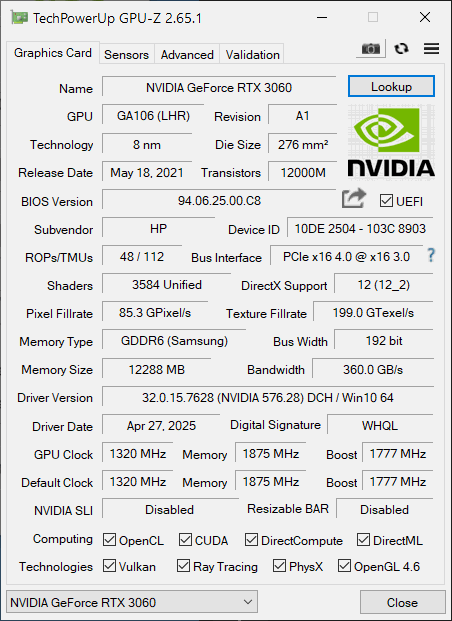 TechPowerUp GPU-Z 2.65.1
Graphics Card Sensors Advanced Validation
Name NVIDIA GeForce RTX 3060 Lookup
GPU GA106 (LHR) Revision A1
Technology 8 nm Die Size 276 mm²
Release Date May 18, 2021 Transistors 12000M
NVIDIA
BIOS Version 94.06.25.00.C8 UEFI
Subvendor HP Device ID 10DE 2504 - 103C 8903
ROPs/TMUs 48 / 112 Bus Interface PCIe x16 4.0 @ x16 3.0 ?
Shaders 3584 Unified DirectX Support 12 (12_2)
Pixel Fillrate 85.3 GPixel/s Texture Fillrate 199.0 GTexel/s
Memory Type GDDR6 (Samsung) Bus Width 192 bit
Memory Size 12288 MB Bandwidth 360.0 GB/s
Driver Version 32.0.15.7628 (NVIDIA 576.28) DCH / Win10 64
Driver Date Apr 27, 2025 Digital Signature WHQL
GPU Clock 1320 MHz Memory 1875 MHz Boost 1777 MHz
Default Clock 1320 MHz Memory 1875 MHz Boost 1777 MHz
NVIDIA SLI Disabled Resizable BAR Disabled
Computing OpenCL CUDA DirectCompute DirectML
Technologies Vulkan Ray Tracing PhysX OpenGL 4.6
NVIDIA GeForce RTX 3060 Close